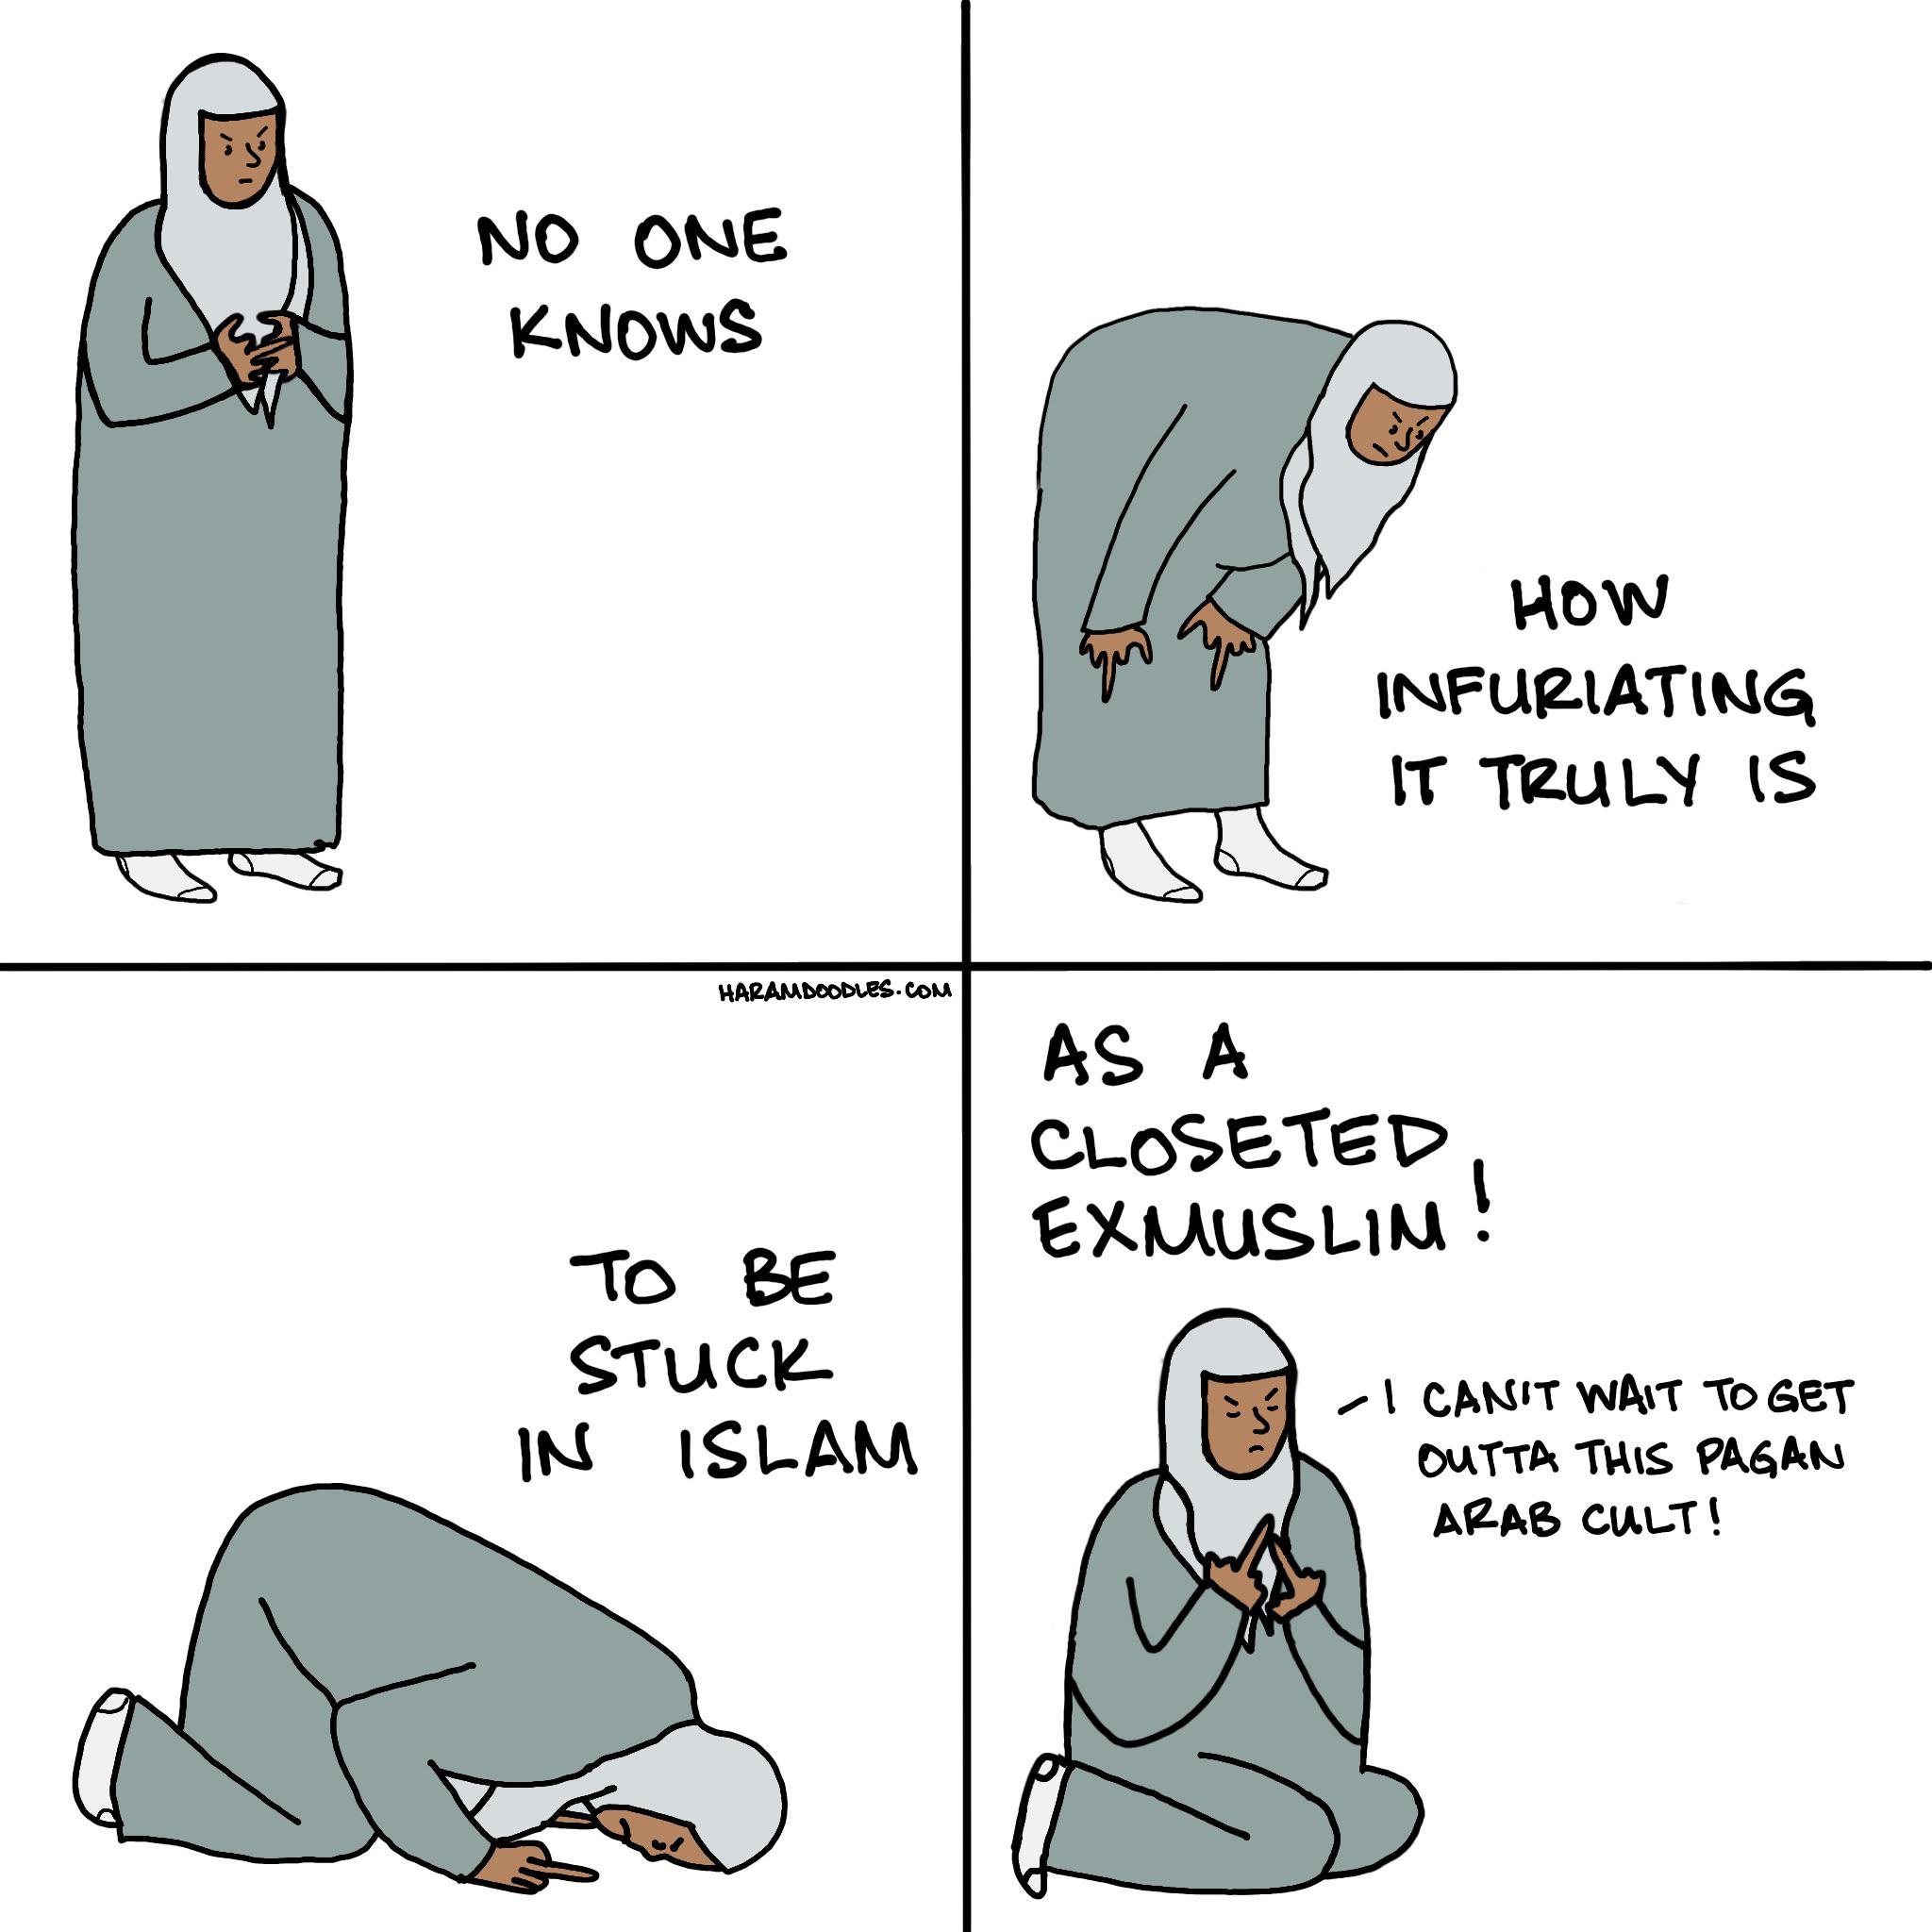 NO ONE
KNOWS
HOW
INFURIATING
IT TRULY IS
HARAMDOODLES.COM
TO BE
STUCK
IN ISLAM
AS A
CLOSETED
EXMUSLIM!
- I CAN'T WAIT TO GET
OUTTA THIS PAGAN
ARAB CULT!